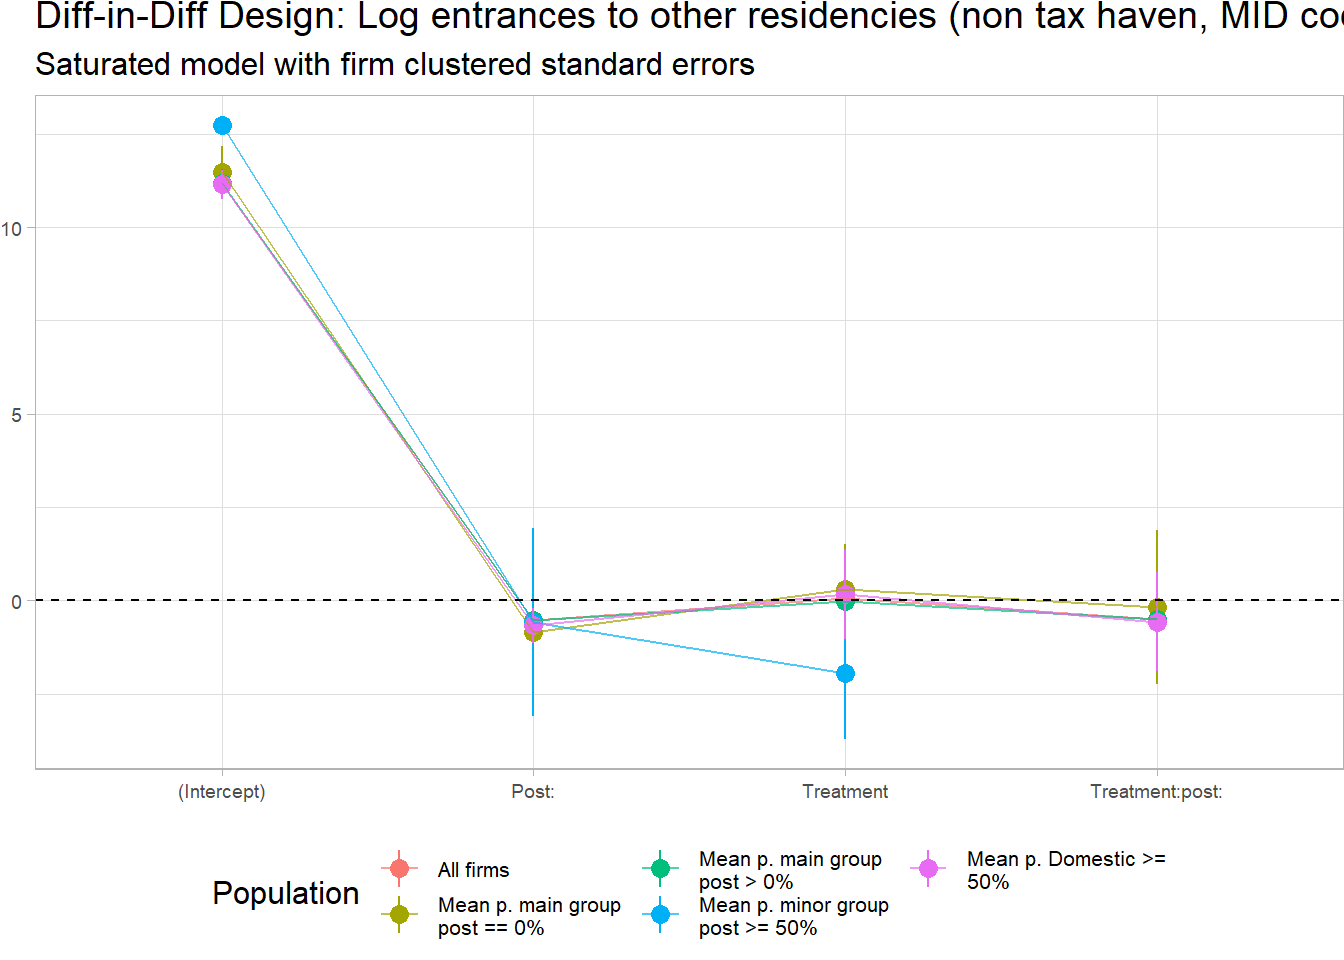 Diff-in-Diff Design: Log entrances to other residencies (non tax haven, MID
Saturated model with firm clustered standard errors
10
5
0
(Intercept) Post: Treatment Treatment:post:
Population
All firms
Mean p. main group
post == 0%
Mean p. main group
post > 0%
Mean p. minor group
post >= 50%
Mean p. Domestic >=
50%